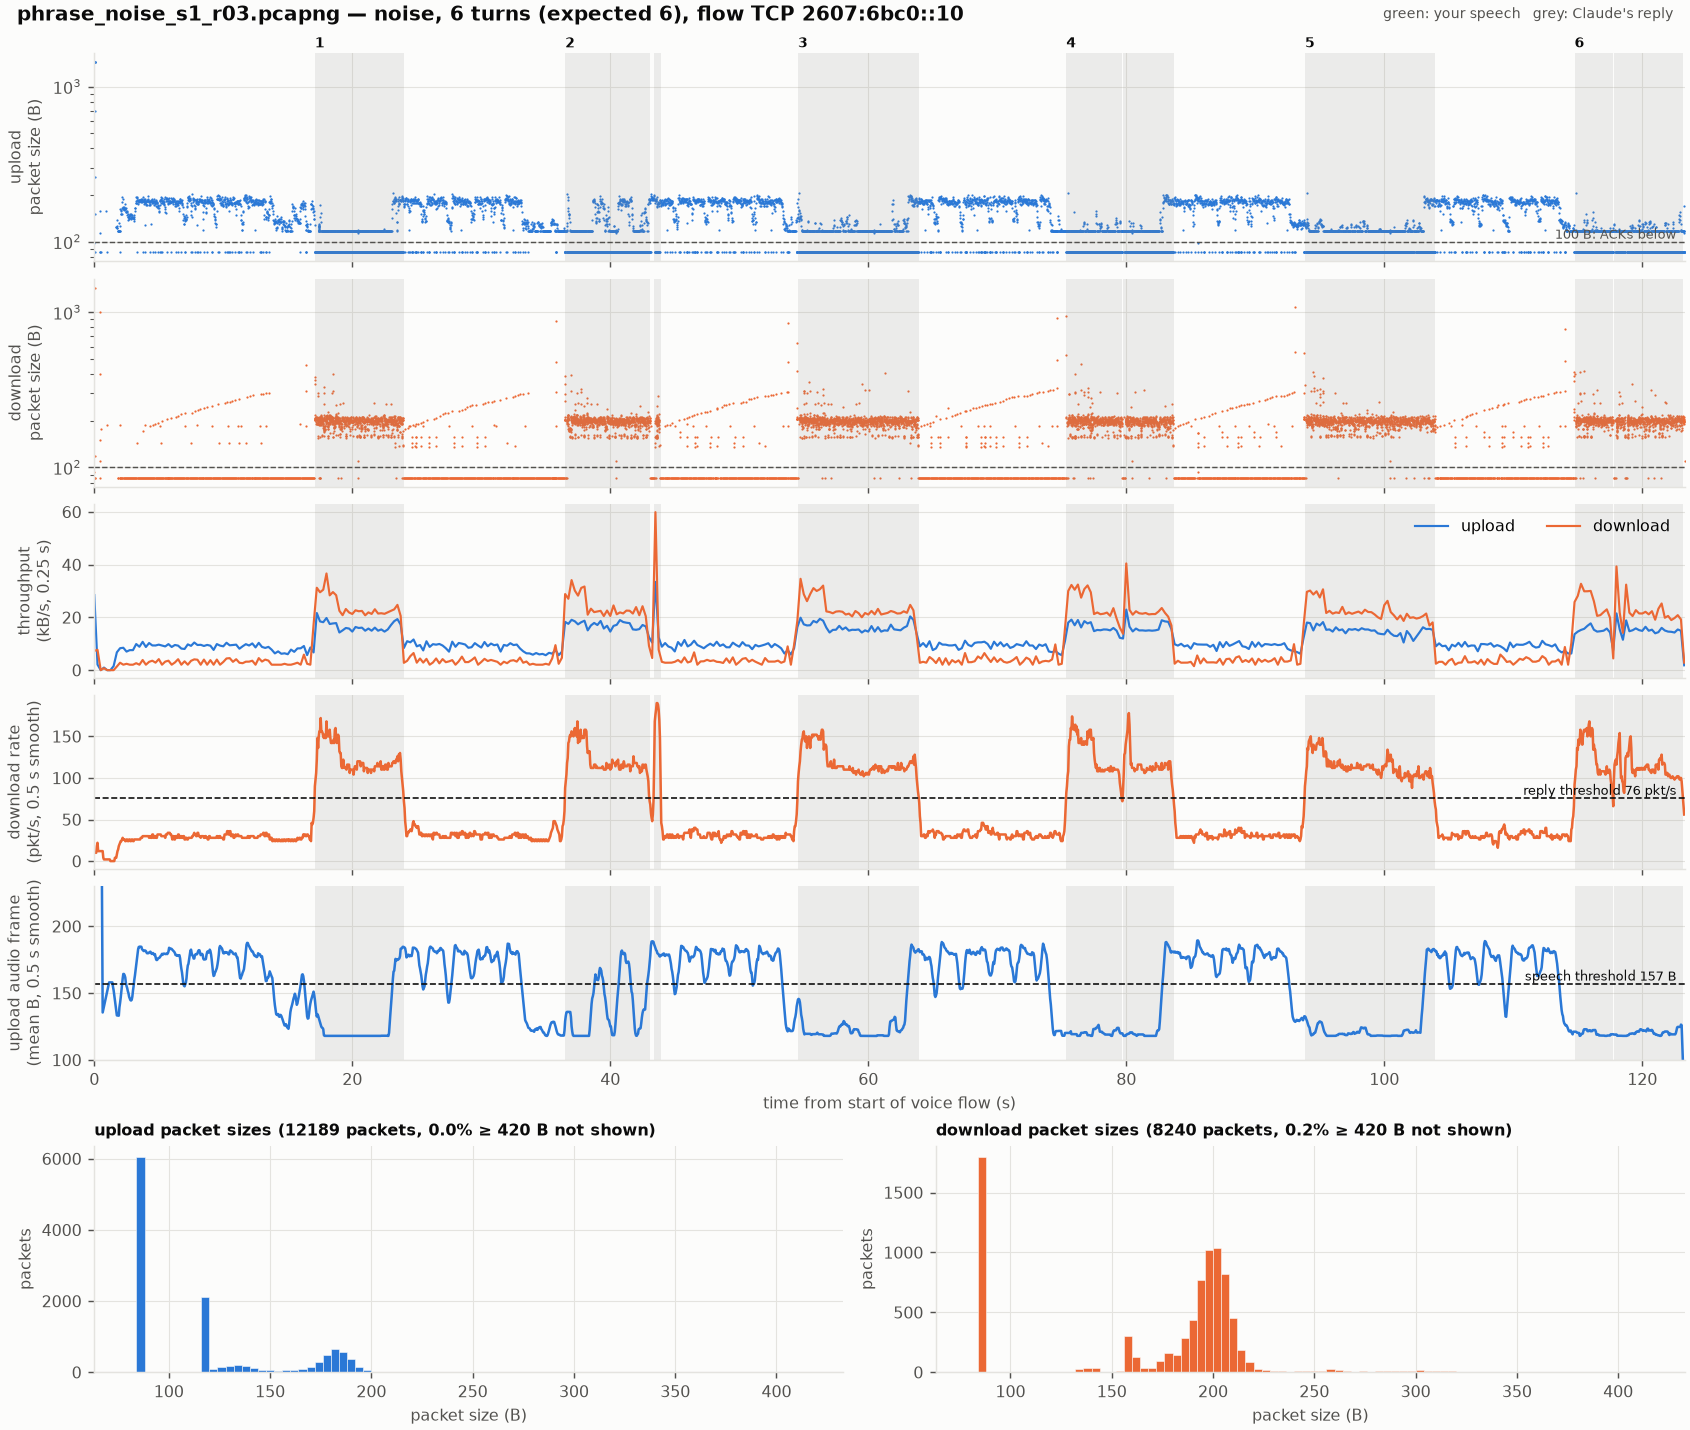 phrase_noise_s1_r03.pcapng — noise, 6 turns (expected 6), flow TCP 2607:6bc0::10
green: your speech grey: Claude's reply
1 2 3 4 5 6
upload
packet size (B)
10³
10²
100 B: ACKs below
download
packet size (B)
10³
10²
throughput
(kB/s, 0.25 s)
60
40
20
0
upload download
download rate
(pkt/s, 0.5 s smooth)
150
100
50
0
reply threshold 76 pkt/s
upload audio frame
(mean B, 0.5 s smooth)
200
150
100
speech threshold 157 B
0 20 40 60 80 100 120
time from start of voice flow (s)
upload packet sizes (12189 packets, 0.0% ≥ 420 B not shown)
packets
6000
4000
2000
0
100 150 200 250 300 350 400
packet size (B)
download packet sizes (8240 packets, 0.2% ≥ 420 B not shown)
packets
1500
1000
500
0
100 150 200 250 300 350 400
packet size (B)